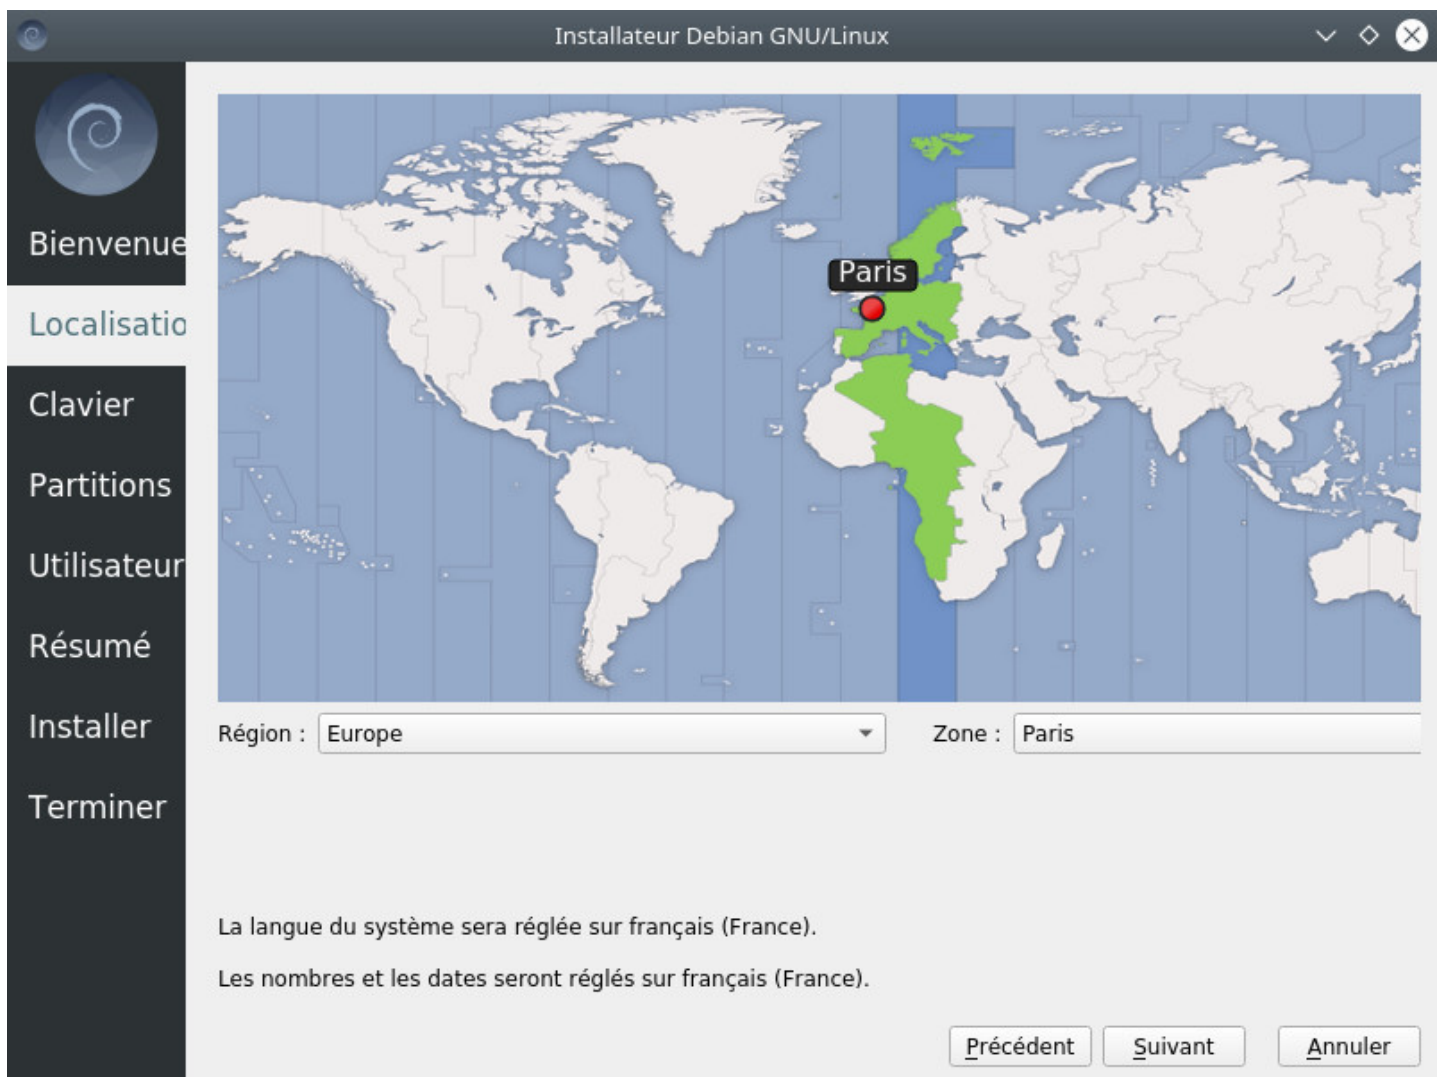 Installateur Debian GNU/Linux
Bienvenue
Localisatio
Clavier
Partitions
Utilisateur
Résumé
Installer
Terminer
Paris
Région : Europe Zone : Paris
La langue du système sera réglée sur français (France).
Les nombres et les dates seront réglés sur français (France).
Précédent Suivant Annuler